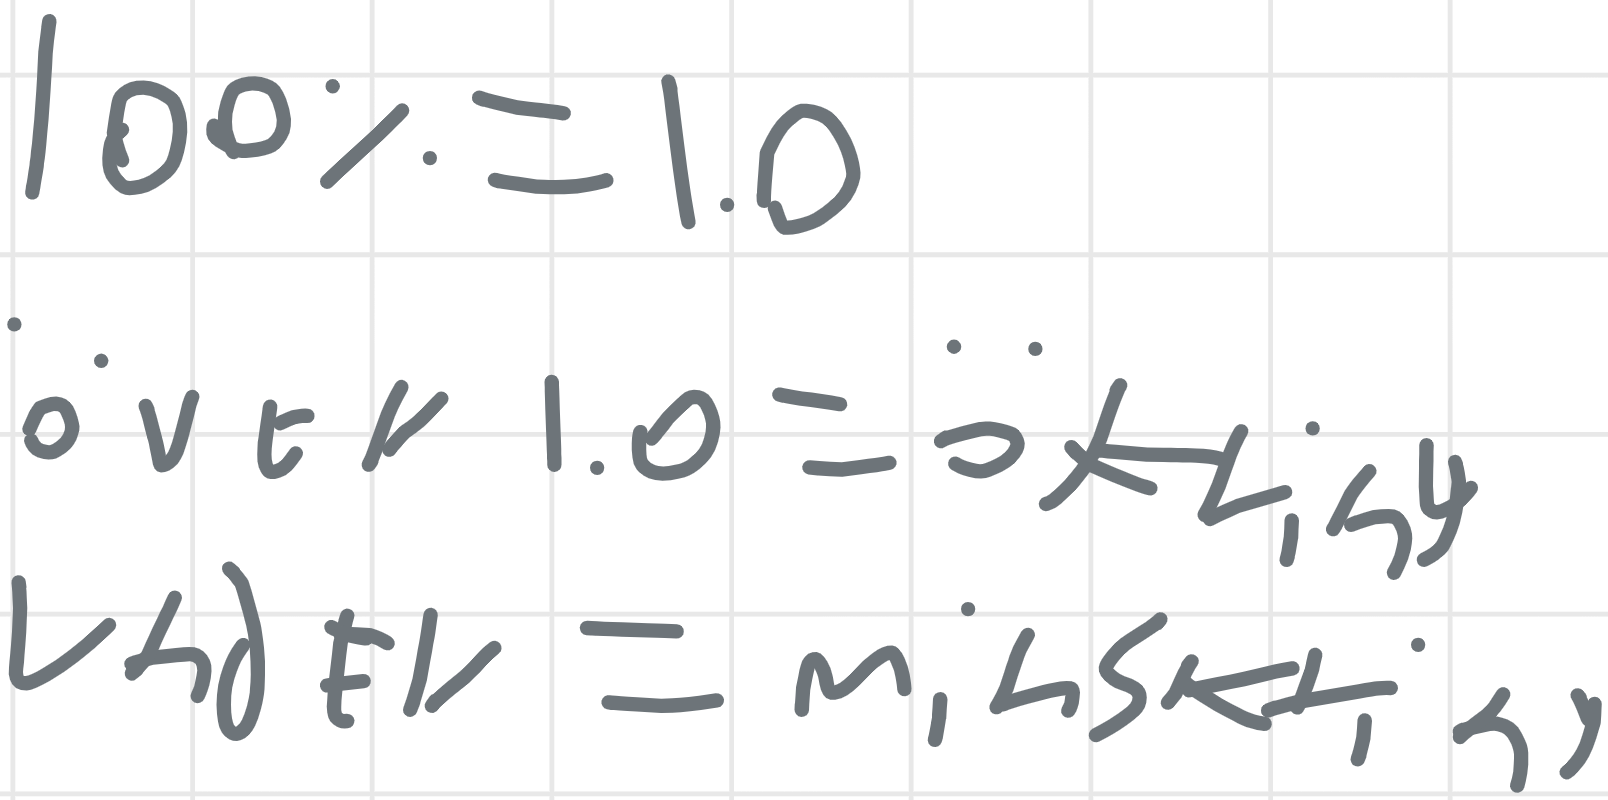 100% = 1.0
över 1.0 = ökning
under = minskning